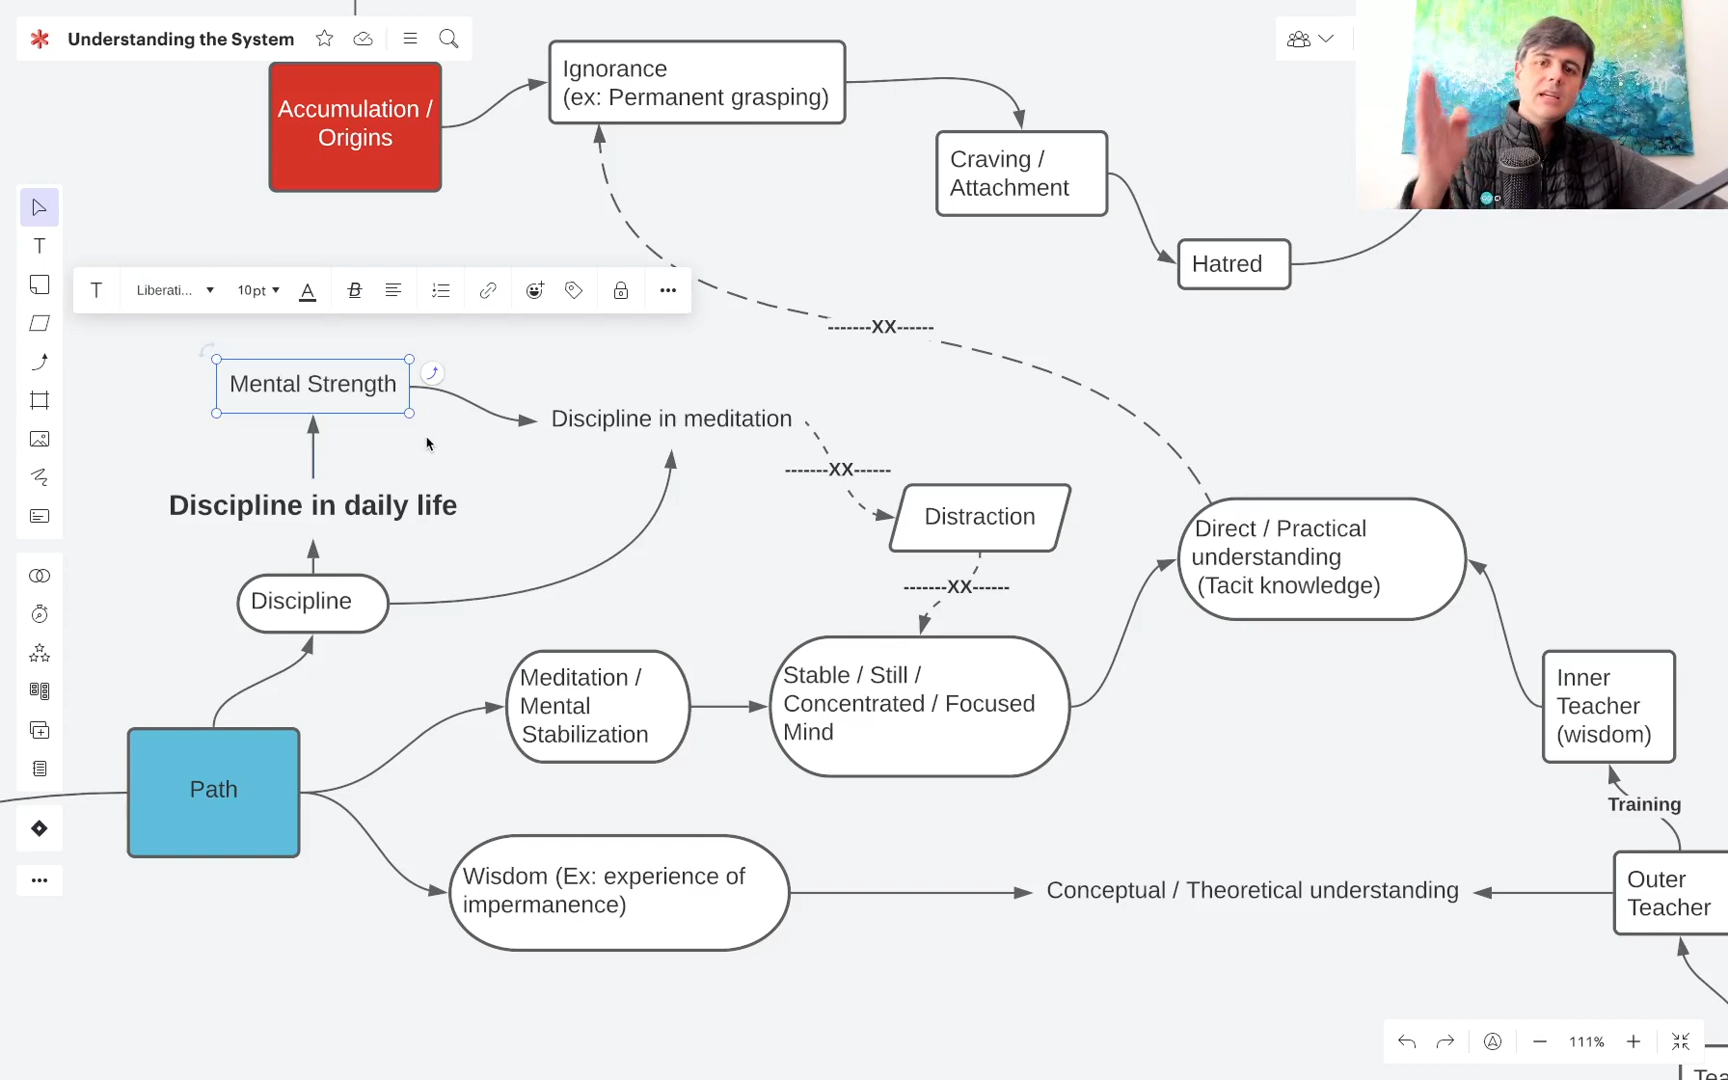 Understanding the System
Accumulation /
Origins
Ignorance
(ex: Permanent grasping)
Craving /
Attachment
Hatred
T
T
Liberati...
10pt
A
B
-------XX------
Mental Strength
Discipline in meditation
-------XX------
Discipline in daily life
Distraction
-------XX------
Direct / Practical
understanding
(Tacit knowledge)
Discipline
Meditation /
Mental
Stabilization
Stable / Still /
Concentrated / Focused
Mind
Inner
Teacher
(wisdom)
Training
Path
Wisdom (Ex: experience of
impermanence)
Conceptual / Theoretical understanding
Outer
Teacher
111%